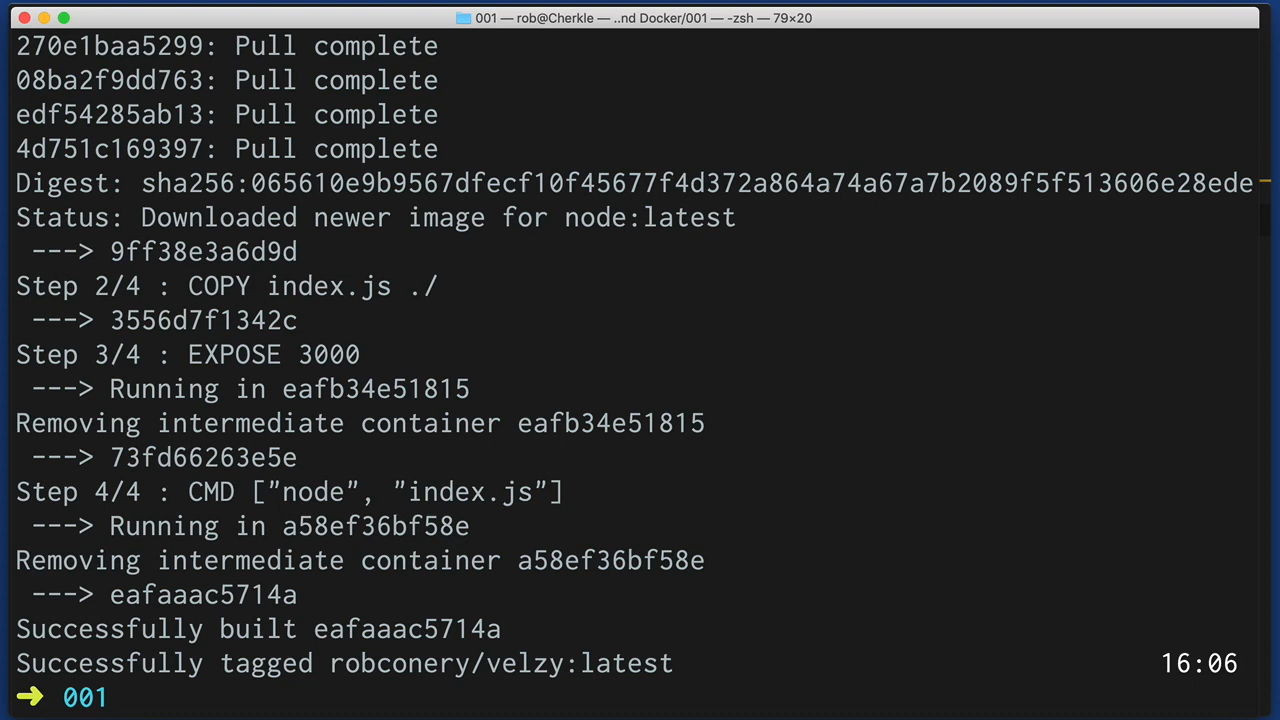 001 — rob@Cherkle — ..nd Docker/001 — -zsh — 79×20
270e1baa5299: Pull complete
08ba2f9dd763: Pull complete
edf54285ab13: Pull complete
4d751c169397: Pull complete
Digest: sha256:065610e9b9567dfecf10f45677f4d372a864a74a67a7b2089f5f513606e28ede
Status: Downloaded newer image for node:latest
 ---> 9ff38e3a6d9d
Step 2/4 : COPY index.js ./
 ---> 3556d7f1342c
Step 3/4 : EXPOSE 3000
 ---> Running in eafb34e51815
Removing intermediate container eafb34e51815
 ---> 73fd66263e5e
Step 4/4 : CMD ["node", "index.js"]
 ---> Running in a58ef36bf58e
Removing intermediate container a58ef36bf58e
 ---> eafaaac5714a
Successfully built eafaaac5714a
Successfully tagged robconery/velzy:latest 16:06
➜ 001